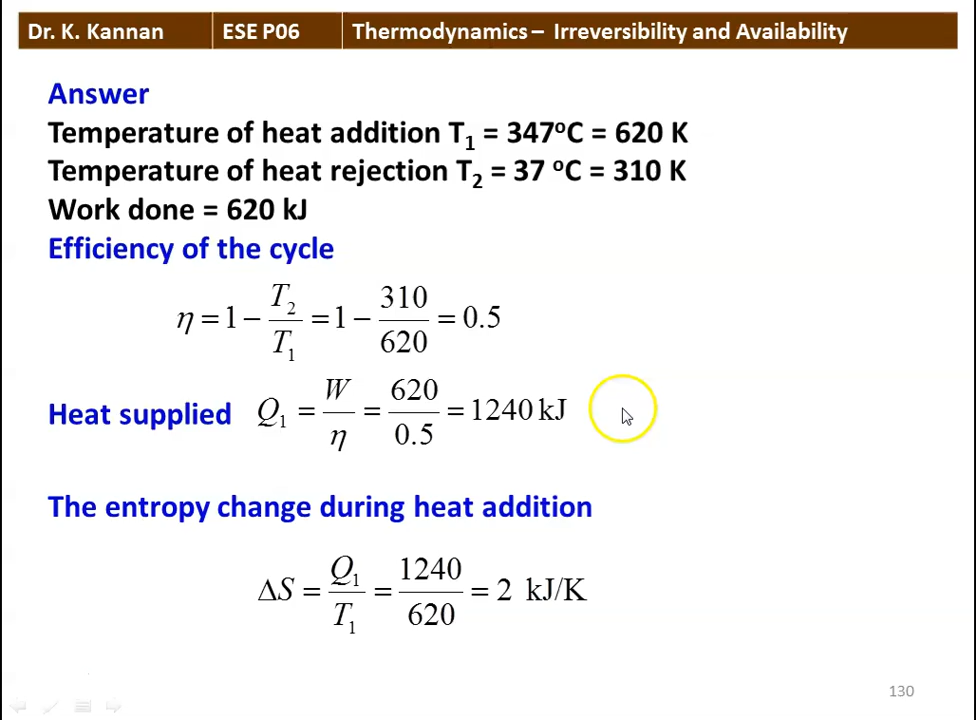 Dr. K. Kannan ESE P06 Thermodynamics – Irreversibility and Availability
Answer
Temperature of heat addition T₁ = 347ᵒC = 620 K
Temperature of heat rejection T₂ = 37 ᵒC = 310 K
Work done = 620 kJ
Efficiency of the cycle
η = 1 − T₂/T₁ = 1 − 310/620 = 0.5
Heat supplied Q₁ = W/η = 620/0.5 = 1240 kJ
The entropy change during heat addition
ΔS = Q₁/T₁ = 1240/620 = 2 kJ/K
130